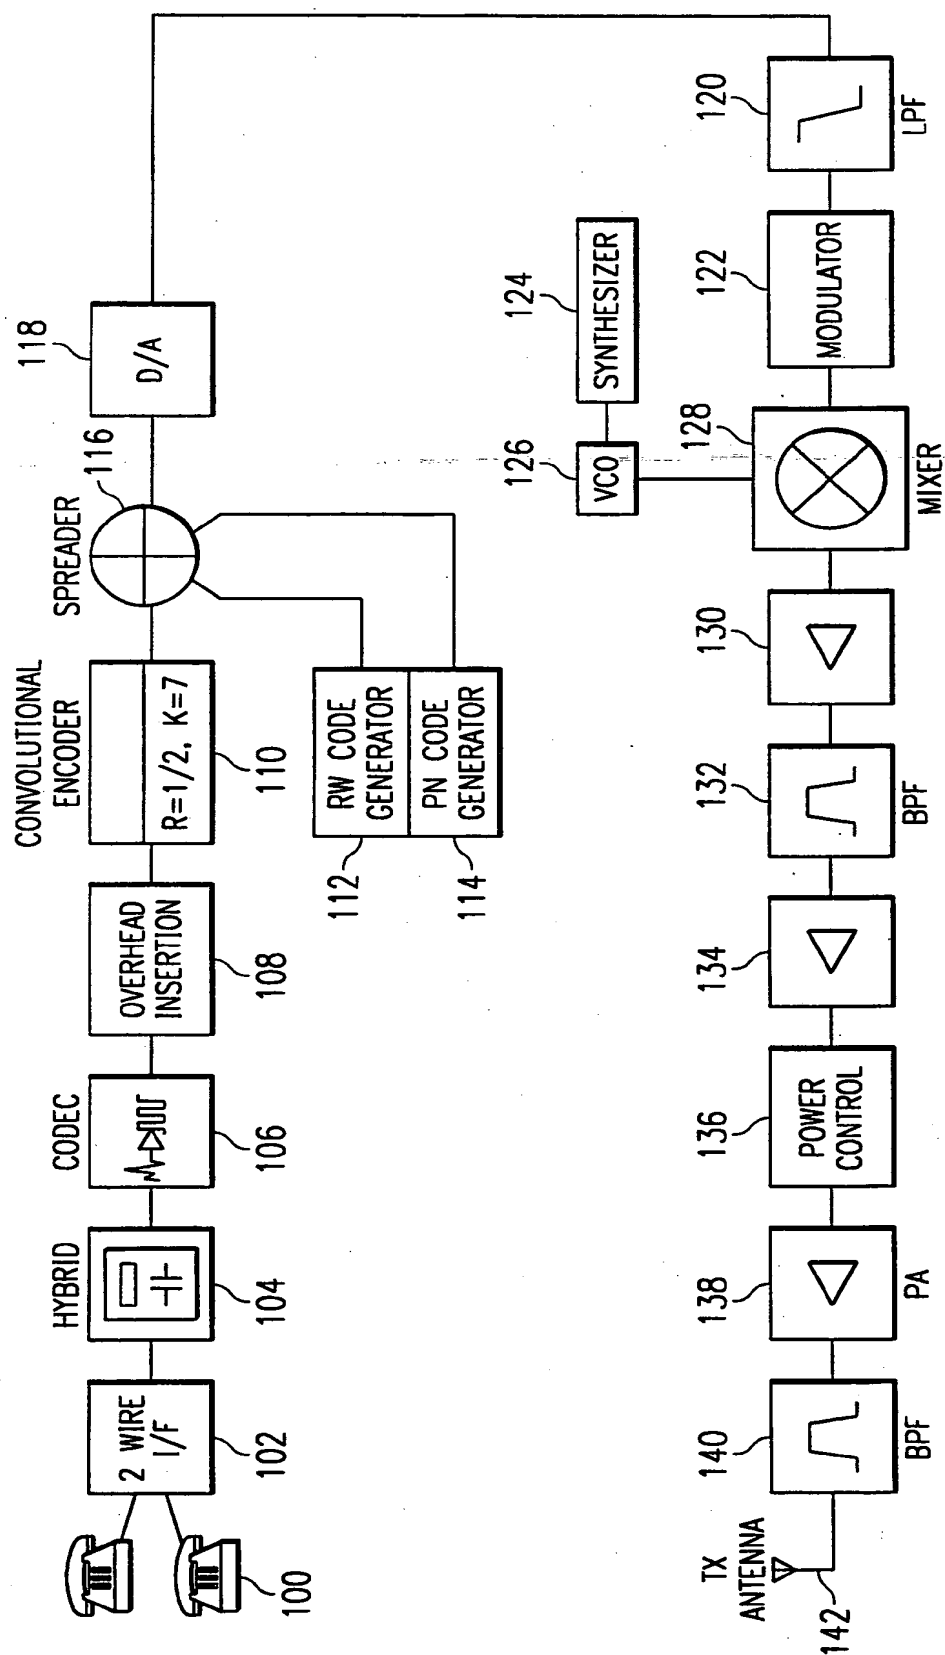 100
2 WIRE
I/F
102
HYBRID
104
CODEC
106
OVERHEAD
INSERTION
108
CONVOLUTIONAL
ENCODER
R=1/2, K=7
110
RW CODE
GENERATOR
112
PN CODE
GENERATOR
114
SPREADER
116
D/A
118
120
LPF
122
MODULATOR
124
SYNTHESIZER
126
VCO
128
MIXER
130
132
BPF
134
136
POWER
CONTROL
138
PA
140
BPF
TX
ANTENNA
142